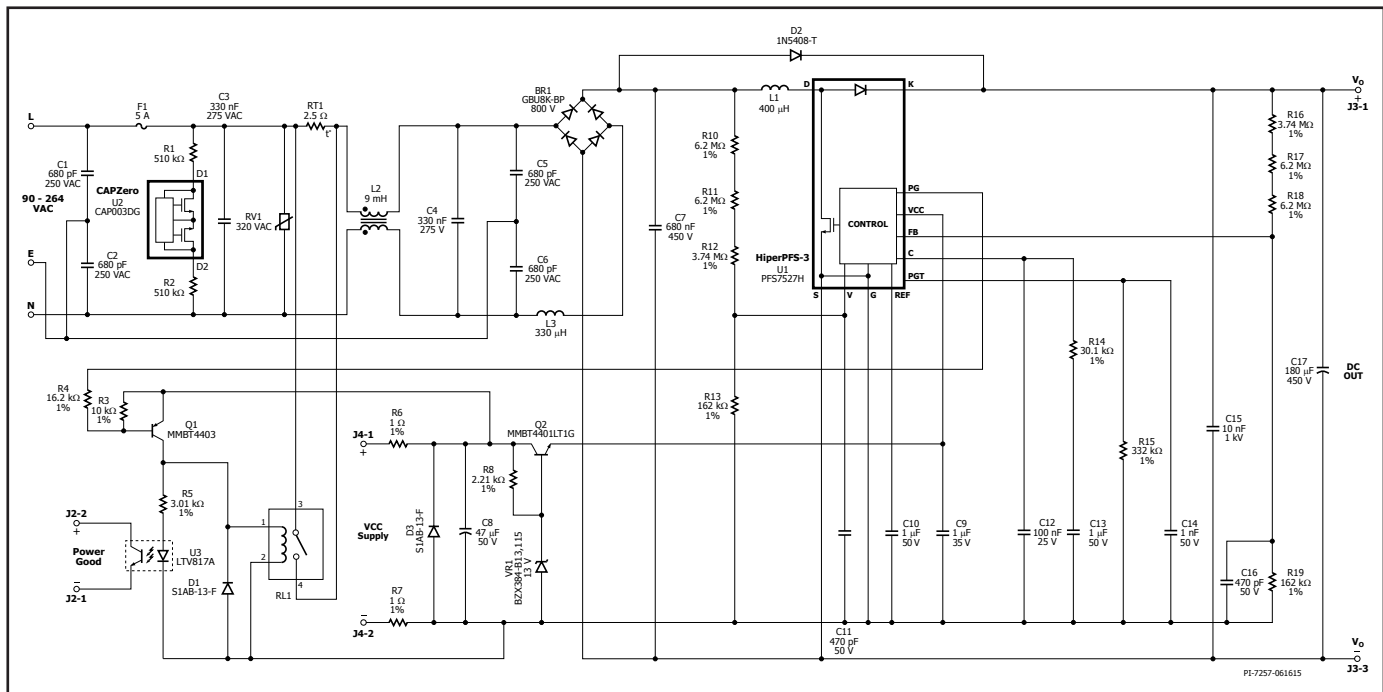 D2
1N5408-T
L
F1
5 A
C3
330 nF
275 VAC
RT1
2.5 Ω
t°
BR1
GBU8K-BP
800 V
L1
400 µH
D
K
VO
+
J3-1
R1
510 kΩ
C1
680 pF
250 VAC
90 - 264
VAC
CAPZero
U2
CAP003DG
D1
D2
RV1
320 VAC
L2
9 mH
C4
330 nF
275 V
C5
680 pF
250 VAC
C6
680 pF
250 VAC
L3
330 µH
C2
680 pF
250 VAC
E
R2
510 kΩ
N
C7
680 nF
450 V
R10
6.2 MΩ
1%
R11
6.2 MΩ
1%
R12
3.74 MΩ
1%
CONTROL
HiperPFS-3
U1
PFS7527H
PG
VCC
FB
C
PGT
S
V
G
REF
R16
3.74 MΩ
1%
R17
6.2 MΩ
1%
R18
6.2 MΩ
1%
R4
16.2 kΩ
1%
R3
10 kΩ
1%
Q1
MMBT4403
R6
1 Ω
1%
J4-1
+
Q2
MMBT4401LT1G
R8
2.21 kΩ
1%
R13
162 kΩ
1%
R14
30.1 kΩ
1%
R15
332 kΩ
1%
C15
10 nF
1 kV
C17
180 µF
450 V
DC
OUT
R5
3.01 kΩ
1%
J2-2
+
Power
Good
−
J2-1
U3
LTV817A
D1
S1AB-13-F
1
2
3
4
RL1
VCC
Supply
D3
S1AB-13-F
C8
47 µF
50 V
VR1
BZX384-B13,115
13 V
R7
1 Ω
1%
−
J4-2
C11
470 pF
50 V
C10
1 µF
50 V
C9
1 µF
35 V
C12
100 nF
25 V
C13
1 µF
50 V
C14
1 nF
50 V
C16
470 pF
50 V
R19
162 kΩ
1%
VO
−
J3-3
PI-7257-061615